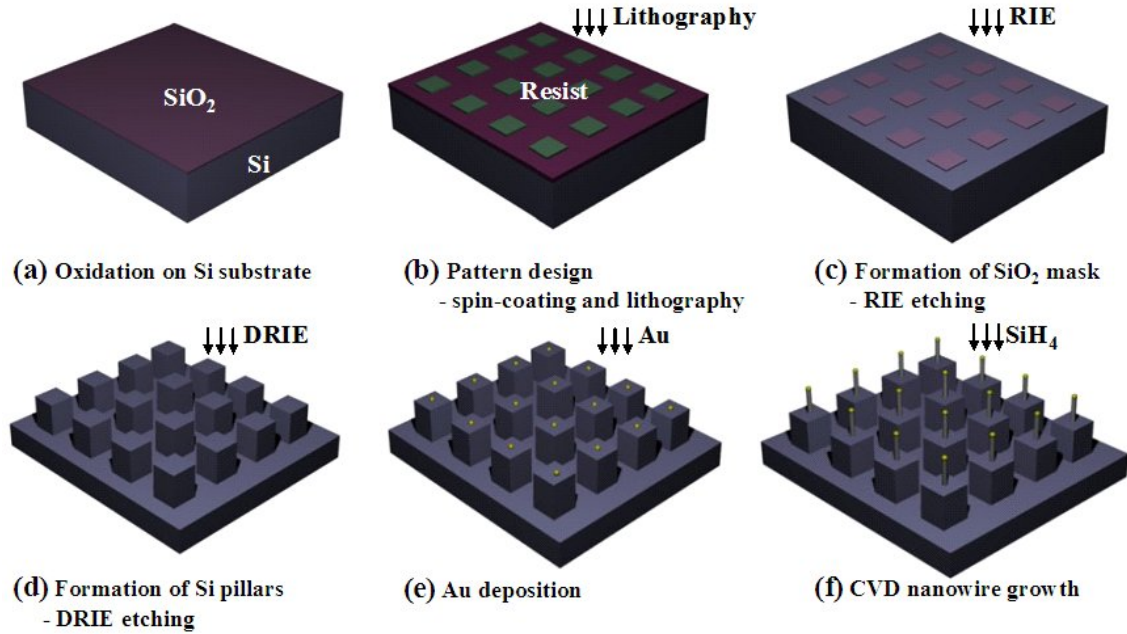 Lithography
RIE
SiO₂
Resist
Si
(a) Oxidation on Si substrate
(b) Pattern design
- spin-coating and lithography
(c) Formation of SiO₂ mask
- RIE etching
DRIE
Au
SiH₄
(d) Formation of Si pillars
- DRIE etching
(e) Au deposition
(f) CVD nanowire growth